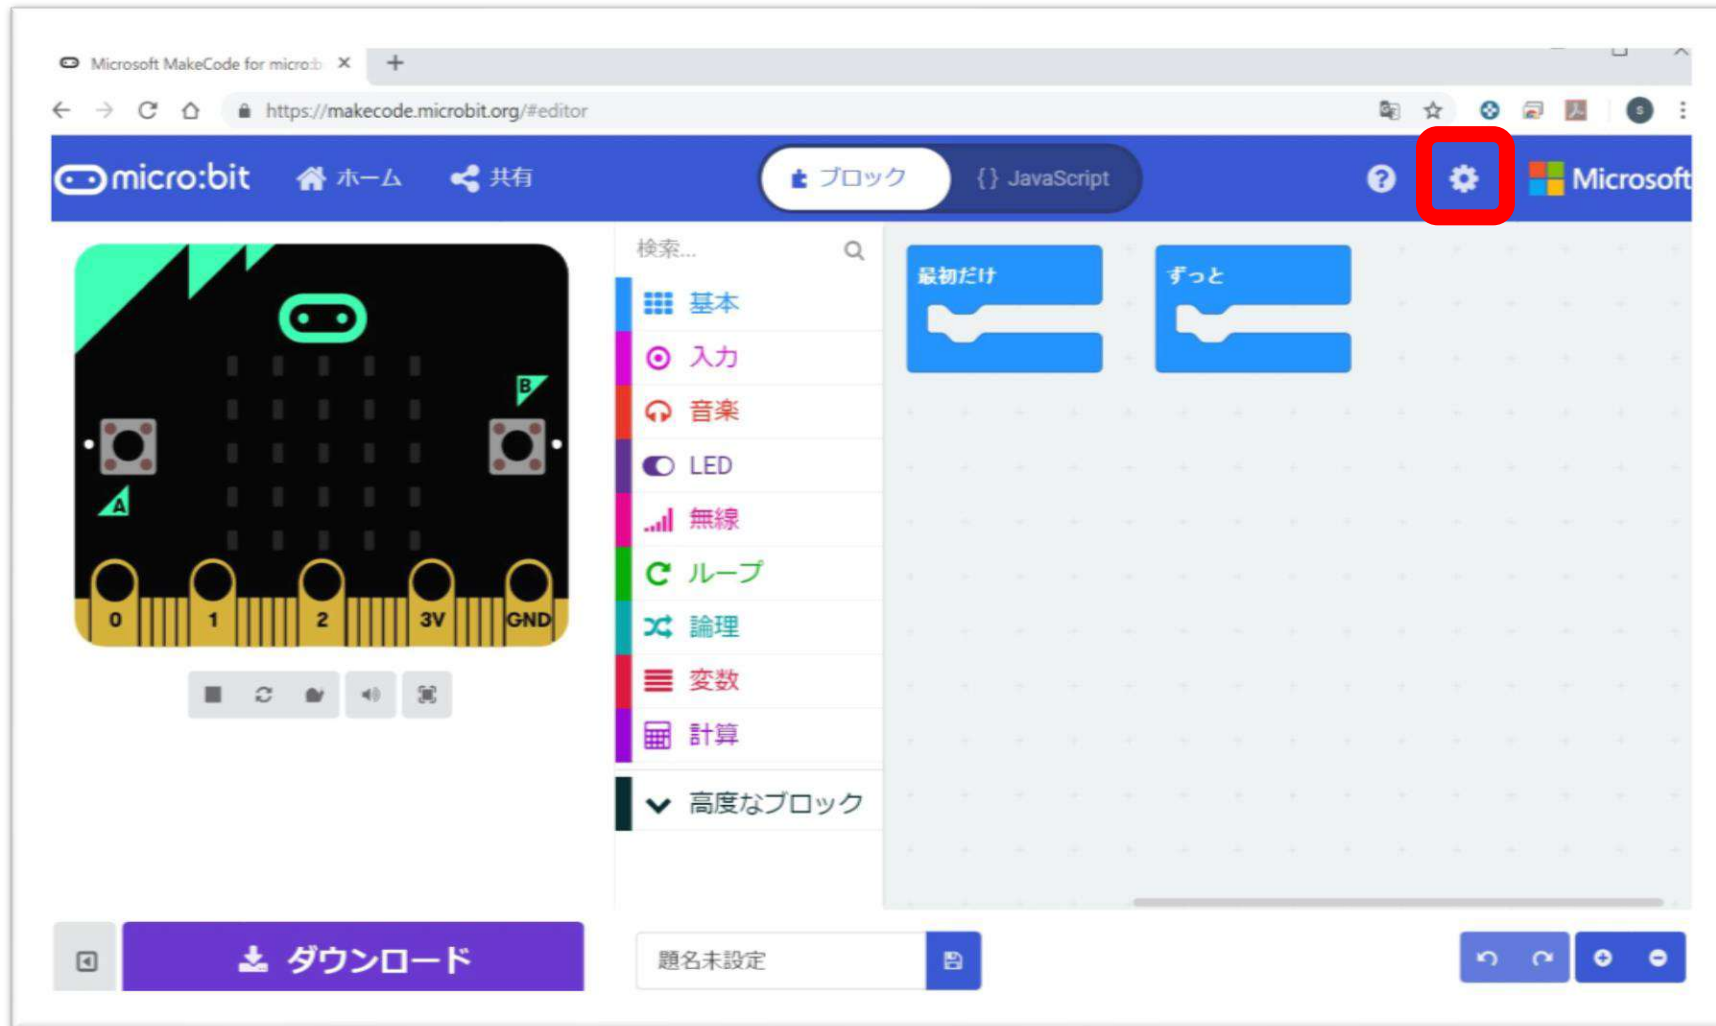 Microsoft MakeCode for micro:b
https://makecode.microbit.org/#editor
micro:bit ホーム 共有 ブロック {} JavaScript Microsoft
検索...
最初だけ ずっと
基本
入力
音楽
LED
無線
ループ
論理
変数
計算
高度なブロック
B
A
0 1 2 3V GND
ダウンロード 題名未設定